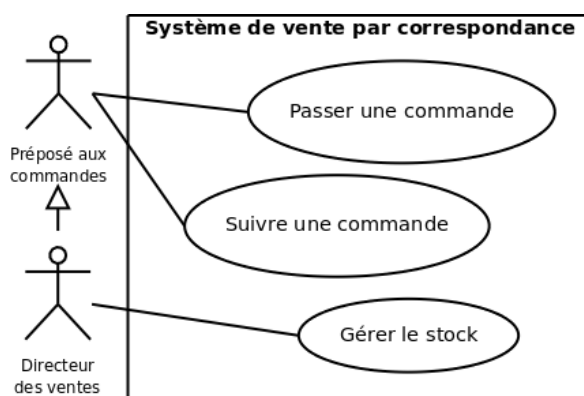 Système de vente par correspondance
Passer une commande
Préposé aux
commandes
Suivre une commande
Gérer le stock
Directeur
des ventes